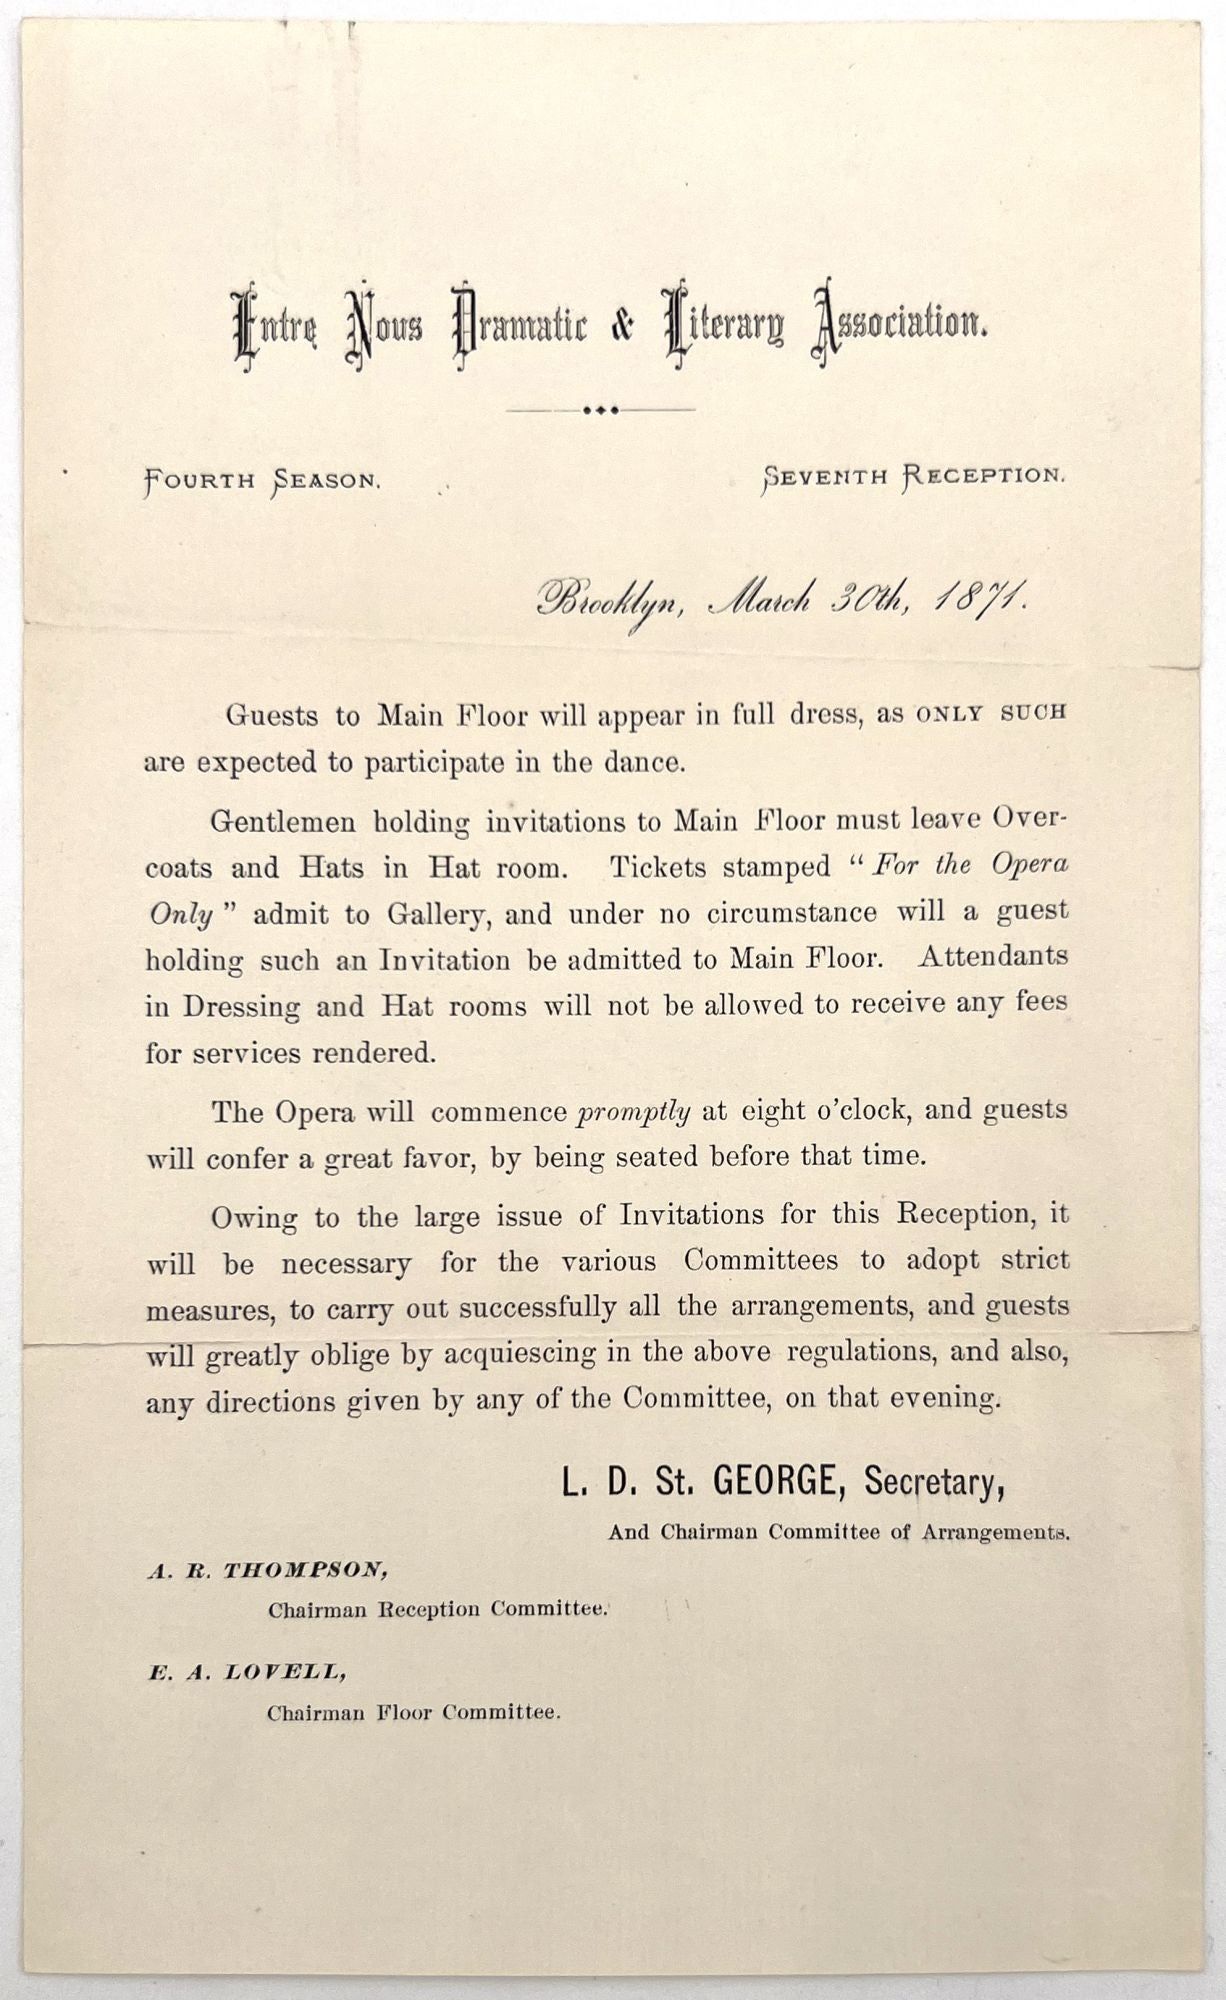 Entre Nous Dramatic & Literary Association.
FOURTH SEASON.
SEVENTH RECEPTION.
Brooklyn, March 30th, 1871.
Guests to Main Floor will appear in full dress, as ONLY SUCH
are expected to participate in the dance.
Gentlemen holding invitations to Main Floor must leave Over-
coats and Hats in Hat room. Tickets stamped " For the Opera
Only " admit to Gallery, and under no circumstance will a guest
holding such an Invitation be admitted to Main Floor. Attendants
in Dressing and Hat rooms will not be allowed to receive any fees
for services rendered.
The Opera will commence promptly at eight o'clock, and guests
will confer a great favor, by being seated before that time.
Owing to the large issue of Invitations for this Reception, it
will be necessary for the various Committees to adopt strict
measures, to carry out successfully all the arrangements, and guests
will greatly oblige by acquiescing in the above regulations, and also,
any directions given by any of the Committee, on that evening.
L. D. St. GEORGE, Secretary,
And Chairman Committee of Arrangements.
A. R. THOMPSON,
Chairman Reception Committee.
E. A. LOVELL,
Chairman Floor Committee.